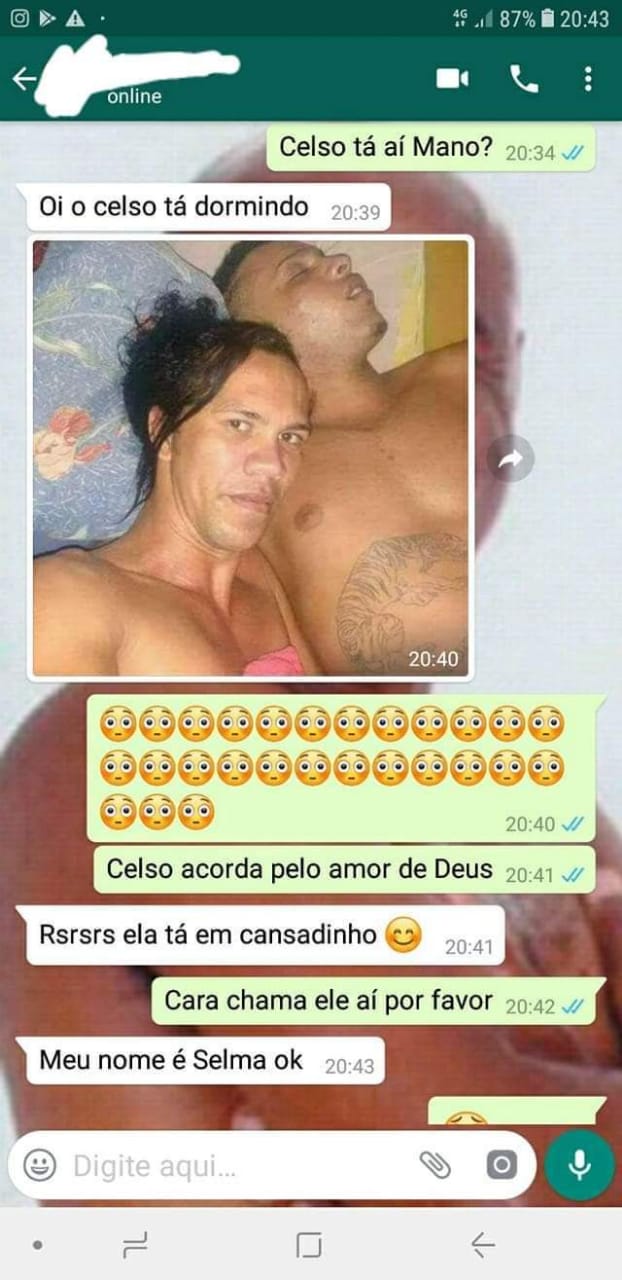 4G 87% 20:43
online
Celso tá aí Mano? 20:34
Oi o celso tá dormindo 20:39
20:40
😳😳😳😳😳😳😳😳😳😳😳😳
😳😳😳😳😳😳😳😳😳😳😳😳
😳😳😳 20:40
Celso acorda pelo amor de Deus 20:41
Rsrsrs ela tá em cansadinho 😊 20:41
Cara chama ele aí por favor 20:42
Meu nome é Selma ok 20:43
Digite aqui...